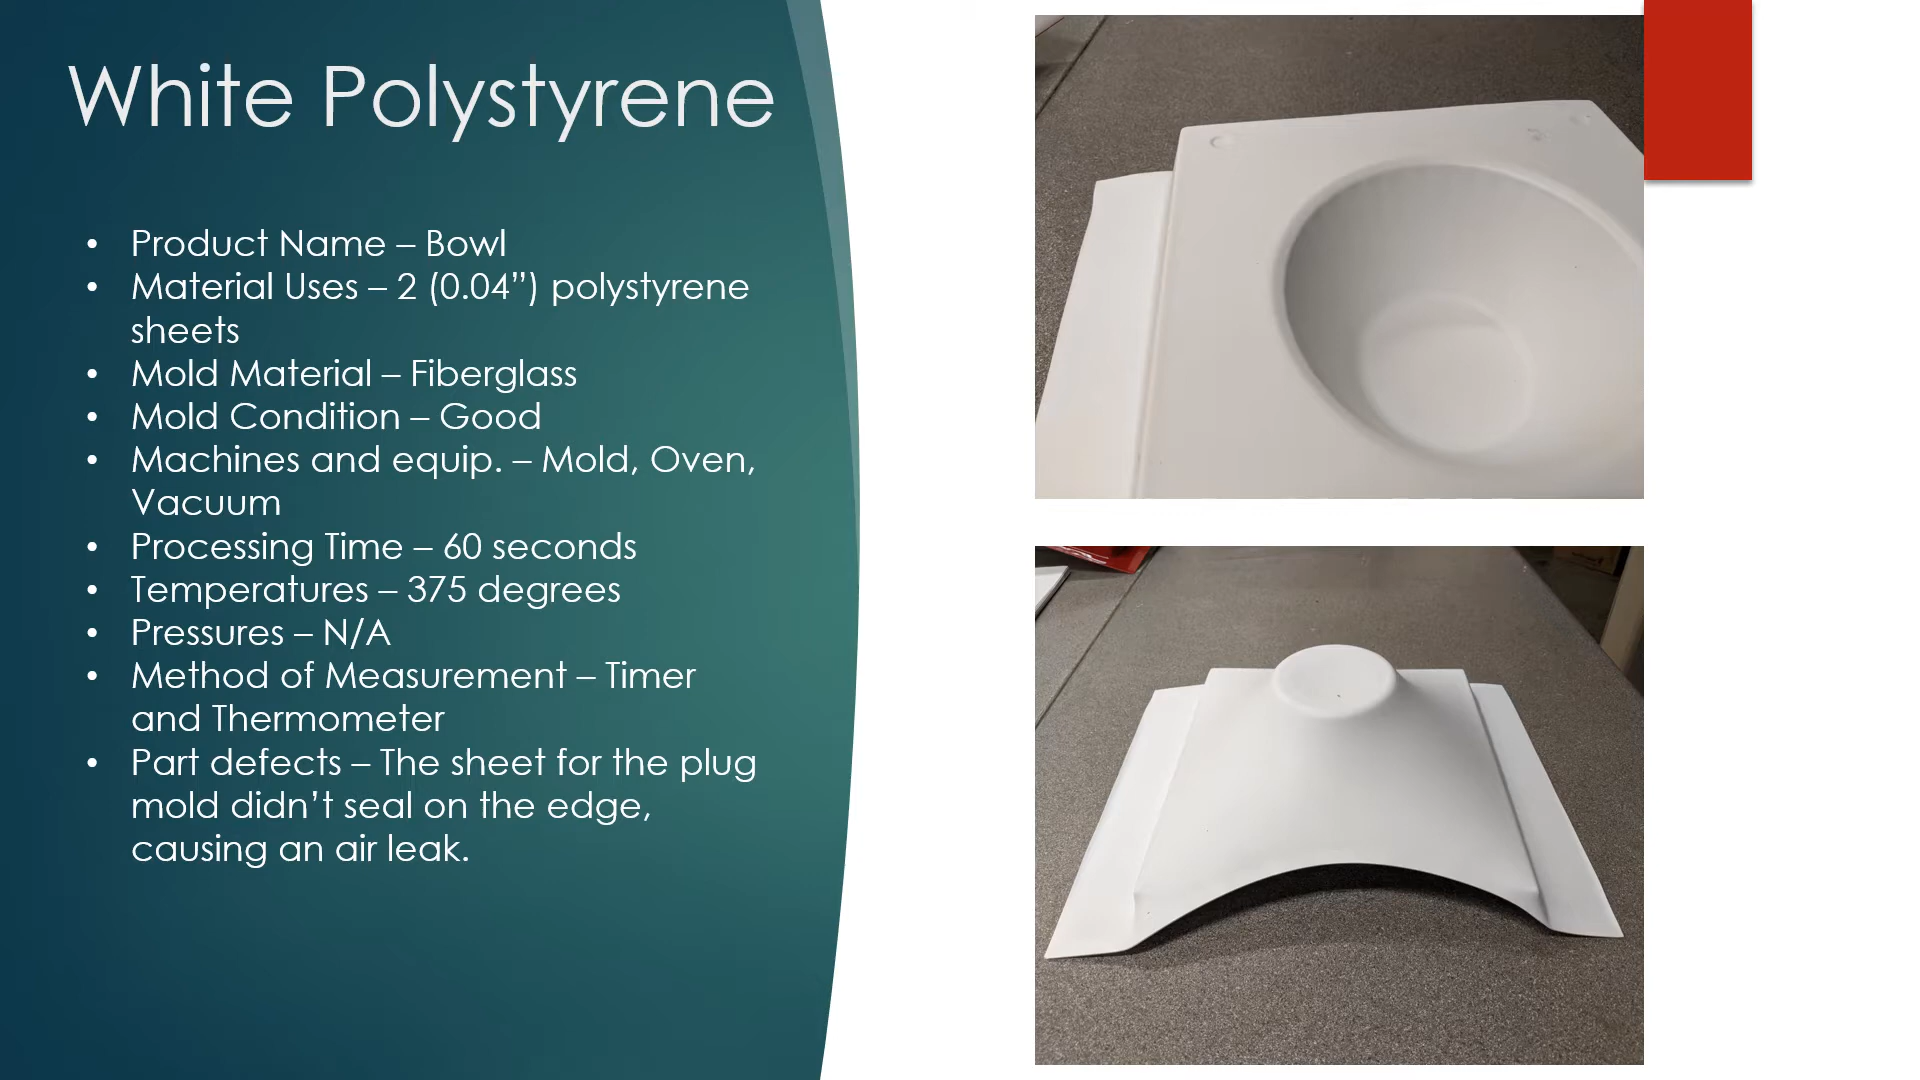 White Polystyrene
• Product Name – Bowl
• Material Uses – 2 (0.04”) polystyrene
sheets
• Mold Material – Fiberglass
• Mold Condition – Good
• Machines and equip. – Mold, Oven,
Vacuum
• Processing Time – 60 seconds
• Temperatures – 375 degrees
• Pressures – N/A
• Method of Measurement – Timer
and Thermometer
• Part defects – The sheet for the plug
mold didn’t seal on the edge,
causing an air leak.